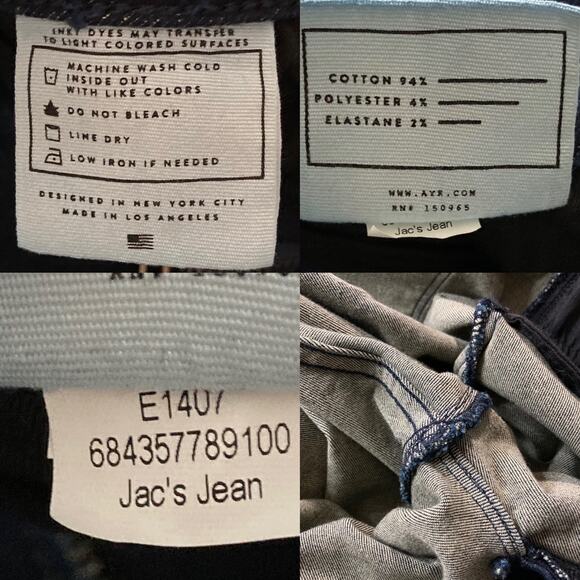 INKY DYES MAY TRANSFER
TO LIGHT COLORED SURFACES
MACHINE WASH COLD
INSIDE OUT
WITH LIKE COLORS
DO NOT BLEACH
LINE DRY
LOW IRON IF NEEDED
DESIGNED IN NEW YORK CITY
MADE IN LOS ANGELES
COTTON 94%
POLYESTER 4%
ELASTANE 2%
WWW.AYR.COM
RN# 150965
Jac's Jean
E1407
684357789100
Jac's Jean